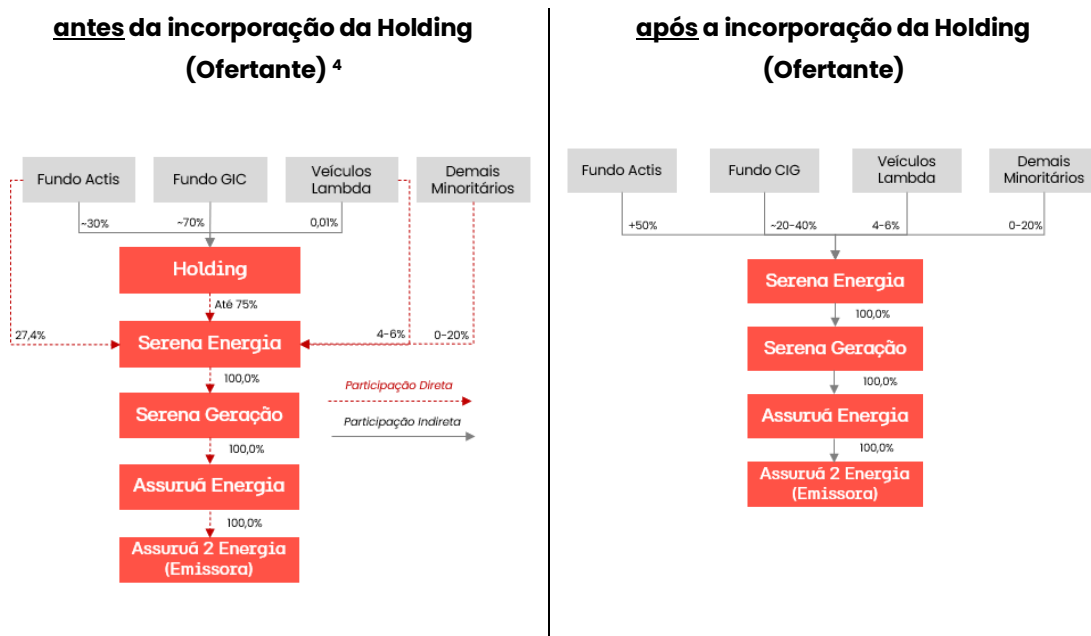 antes da incorporação da Holding
(Ofertante) ⁴
Fundo Actis
Fundo GIC
Veículos
Lambda
Demais
Minoritários
~30%
~70%
0,01%
Holding
Até 75%
27,4%
Serena Energia
4-6%
0-20%
100,0%
Serena Geração
Participação Direta
Participação Indireta
100,0%
Assuruá Energia
100,0%
Assuruá 2 Energia
(Emissora)
após a incorporação da Holding
(Ofertante)
Fundo Actis
Fundo CIG
Veículos
Lambda
Demais
Minoritários
+50%
~20-40%
4-6%
0-20%
Serena Energia
100,0%
Serena Geração
100,0%
Assuruá Energia
100,0%
Assuruá 2 Energia
(Emissora)